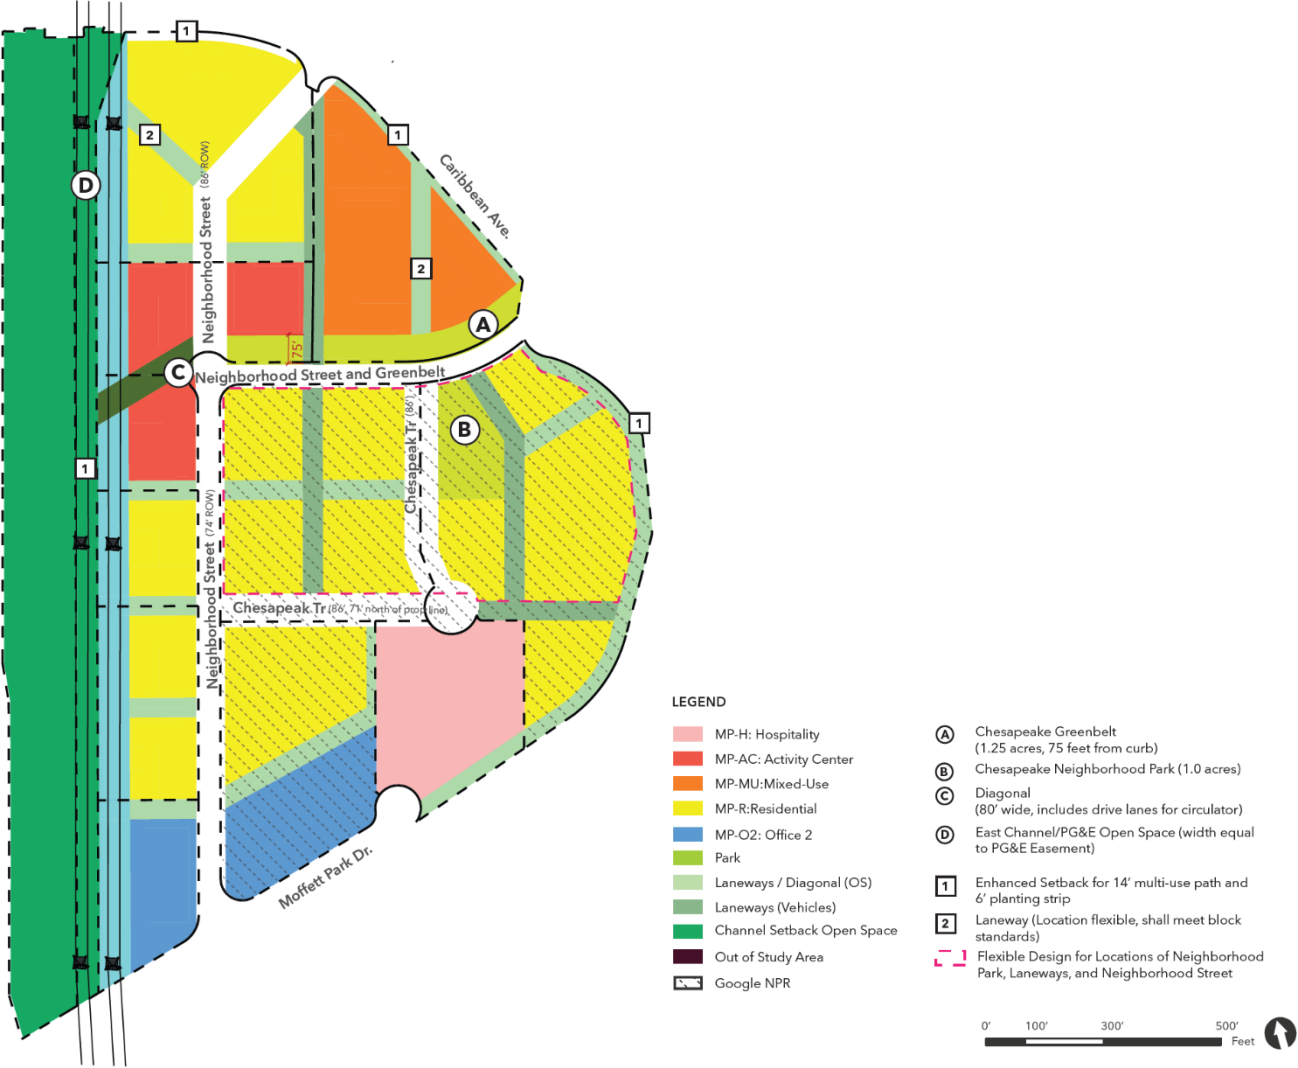 1
1
2
Caribbean Ave.
D
Neighborhood Street (86' ROW)
2
A
75'
C
Neighborhood Street and Greenbelt
Chesapeak Tr (86')
B
1
1
Neighborhood Street (74' ROW)
Chesapeak Tr (86', 71' north of prop line)
Moffett Park Dr.
LEGEND
MP-H: Hospitality
MP-AC: Activity Center
MP-MU:Mixed-Use
MP-R:Residential
MP-O2: Office 2
Park
Laneways / Diagonal (OS)
Laneways (Vehicles)
Channel Setback Open Space
Out of Study Area
Google NPR
A Chesapeake Greenbelt
(1.25 acres, 75 feet from curb)
B Chesapeake Neighborhood Park (1.0 acres)
C Diagonal
(80' wide, includes drive lanes for circulator)
D East Channel/PG&E Open Space (width equal
to PG&E Easement)
1 Enhanced Setback for 14' multi-use path and
6' planting strip
2 Laneway (Location flexible, shall meet block
standards)
Flexible Design for Locations of Neighborhood
Park, Laneways, and Neighborhood Street
0' 100' 300' 500'
Feet